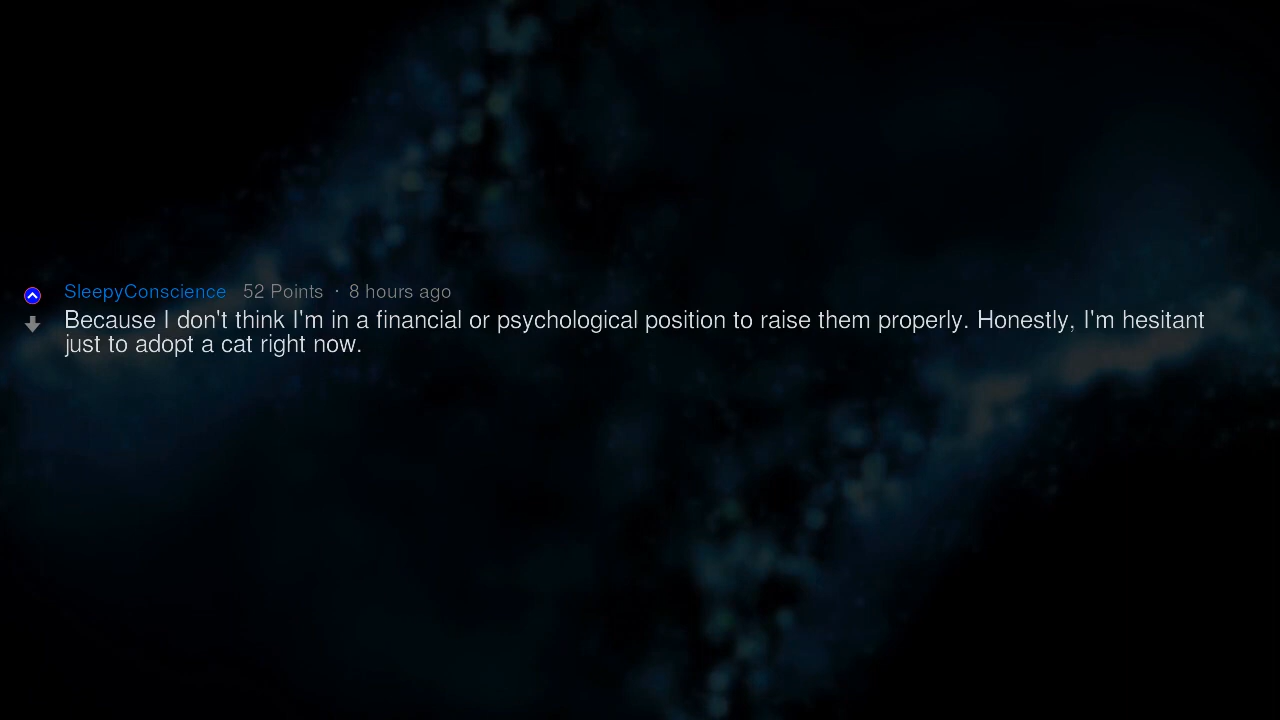 SleepyConscience 52 Points · 8 hours ago
Because I don't think I'm in a financial or psychological position to raise them properly. Honestly, I'm hesitant
just to adopt a cat right now.